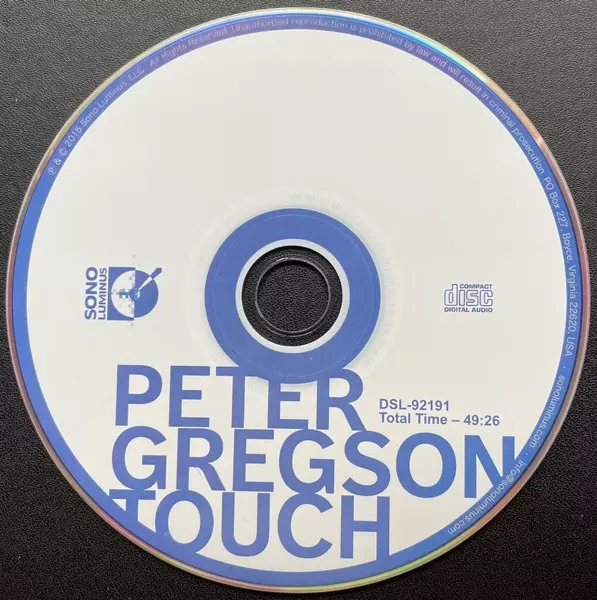 ℗ & © 2015 Sono Luminus, LLC. All Rights Reserved. Unauthorized reproduction is prohibited by law and will result in criminal prosecution. PO Box 227, Boyce, Virginia 22620, USA · sonoluminus.com · info@sonoluminus.com
SONO
LUMINUS
COMPACT
disc
DIGITAL AUDIO
PETER
DSL-92191
Total Time – 49:26
GREGSON
TOUCH